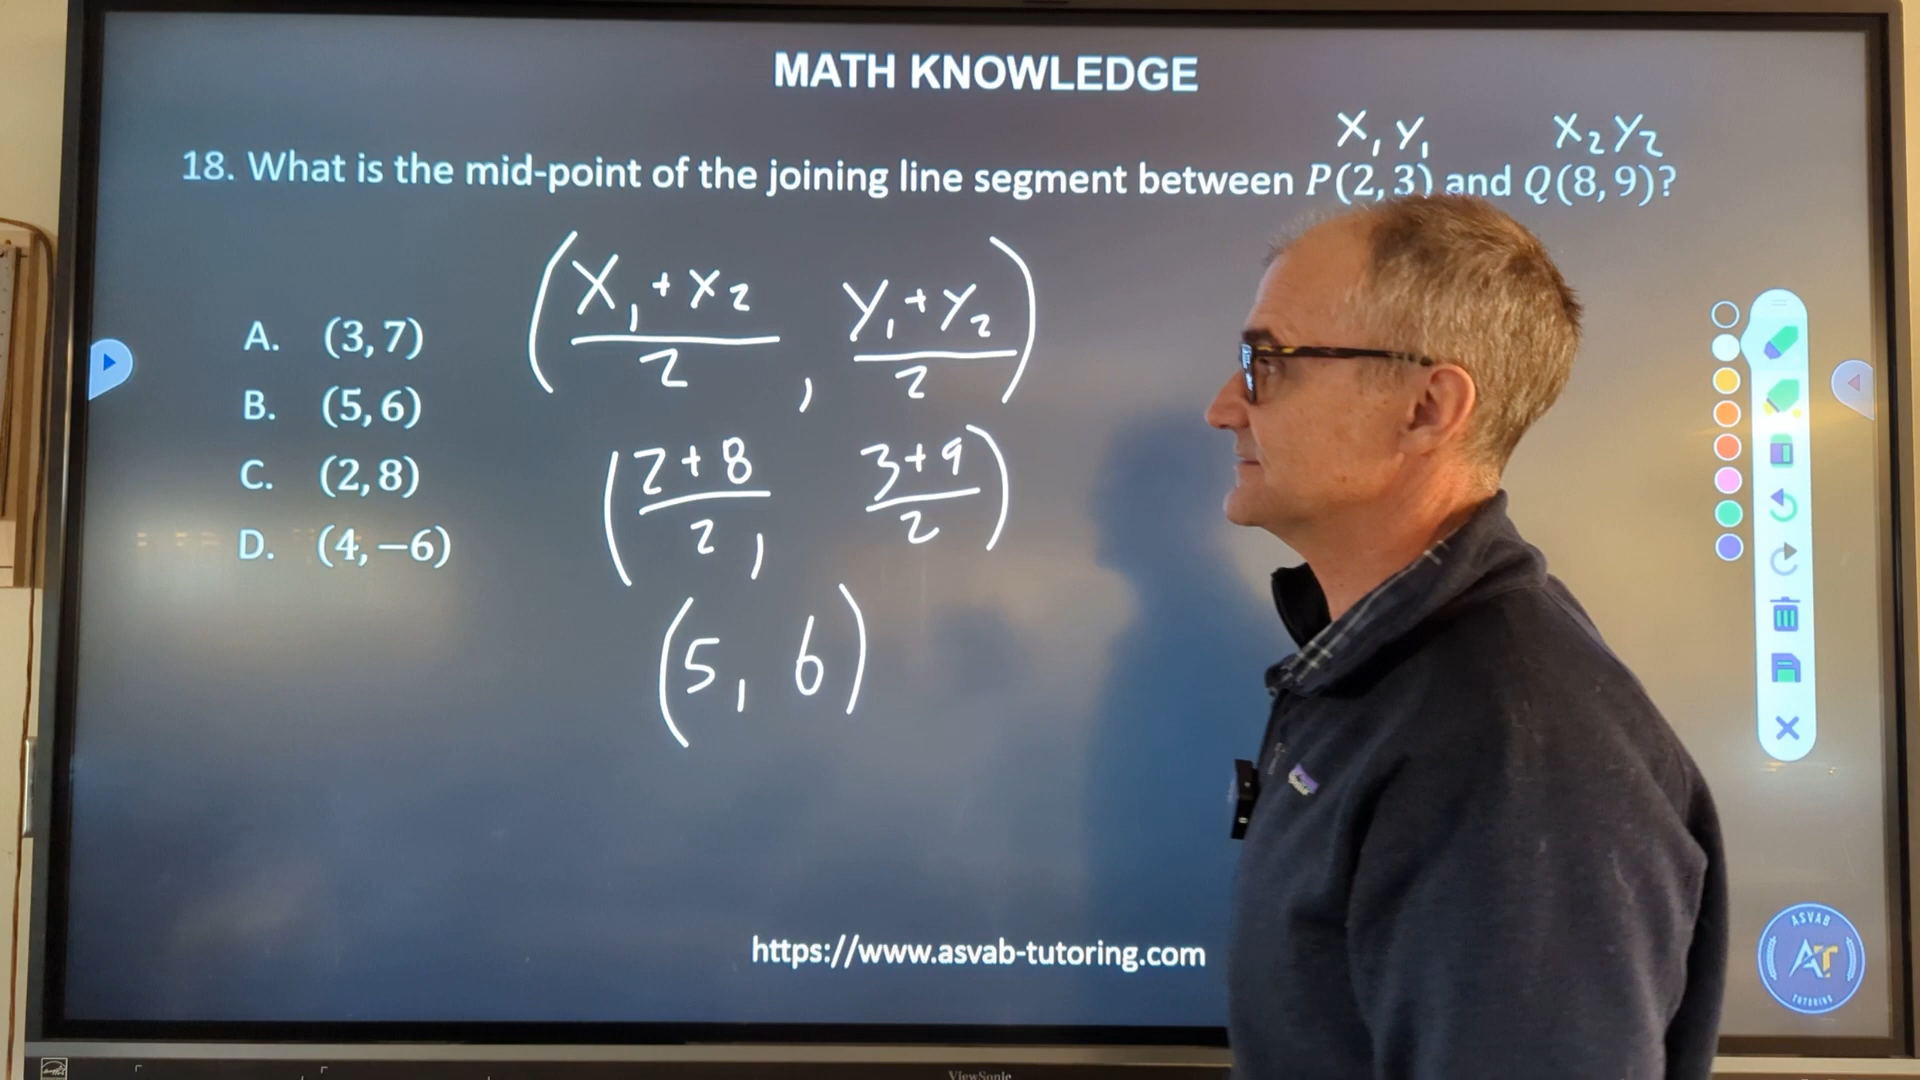 MATH KNOWLEDGE
X₁ Y₁ X₂ Y₂
18. What is the mid-point of the joining line segment between P(2,3) and Q(8,9)?
(X₁+X₂/2, Y₁+Y₂/2)
A. (3,7)
B. (5,6)
C. (2,8)
D. (4,−6)
(2+8/2, 3+9/2)
(5, 6)
https://www.asvab-tutoring.com
ASVAB
AT
TUTORING
ViewSonic